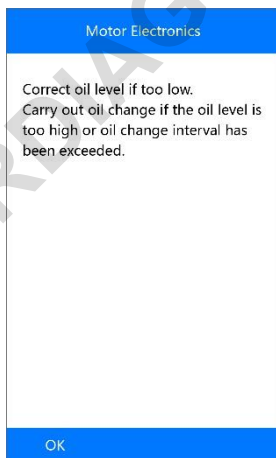 Motor Electronics
Correct oil level if too low.
Carry out oil change if the oil level is
too high or oil change interval has
been exceeded.
OK